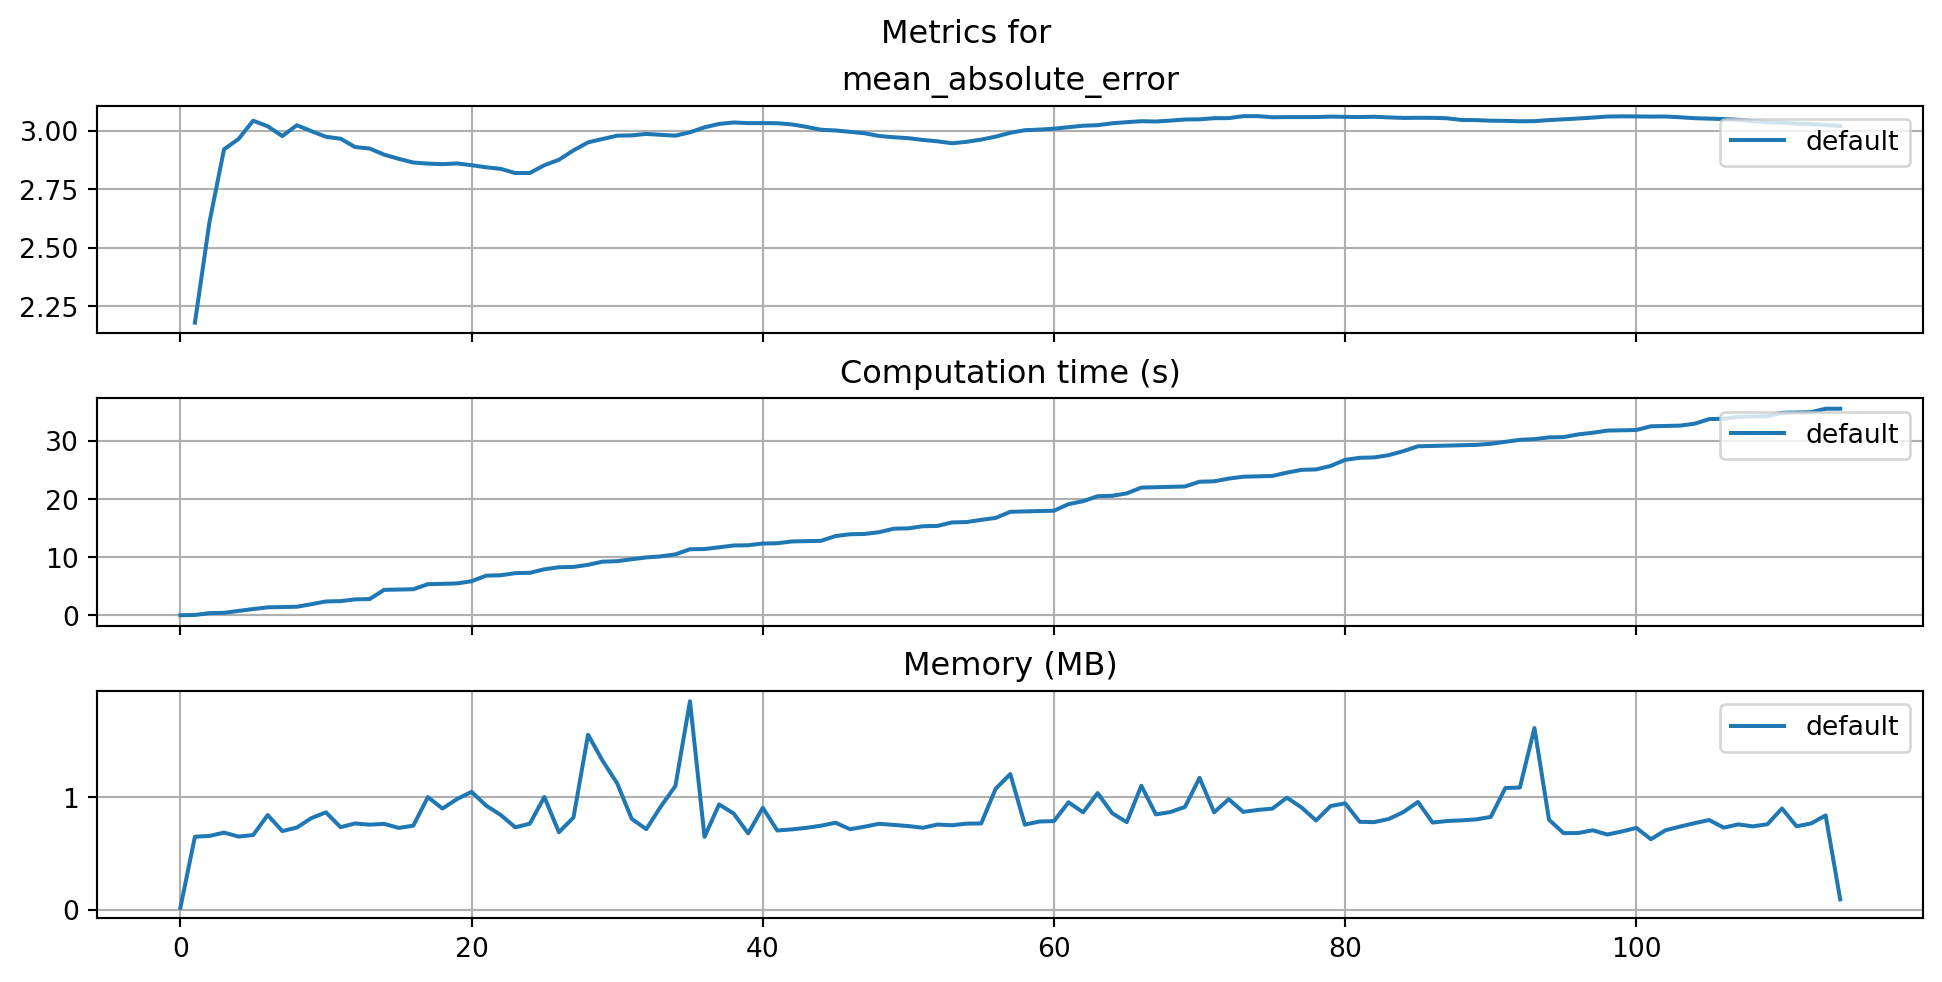 Metrics for
mean_absolute_error
3.00
2.75
2.50
2.25
default
Computation time (s)
30
20
10
0
default
Memory (MB)
1
0
default
0 20 40 60 80 100